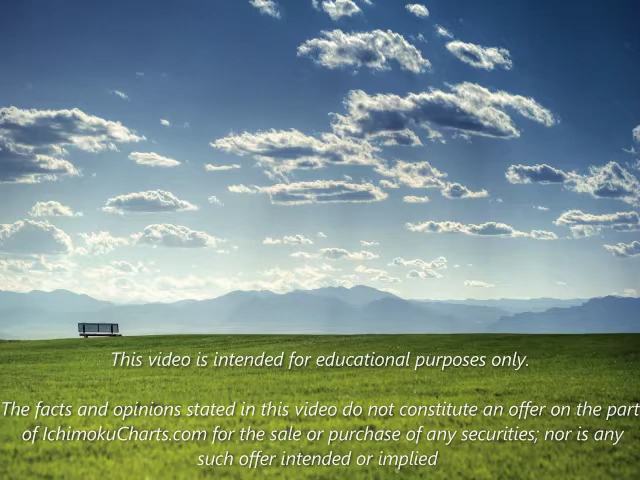 This video is intended for educational purposes only.
The facts and opinions stated in this video do not constitute an offer on the part
of IchimokuCharts.com for the sale or purchase of any securities; nor is any
such offer intended or implied